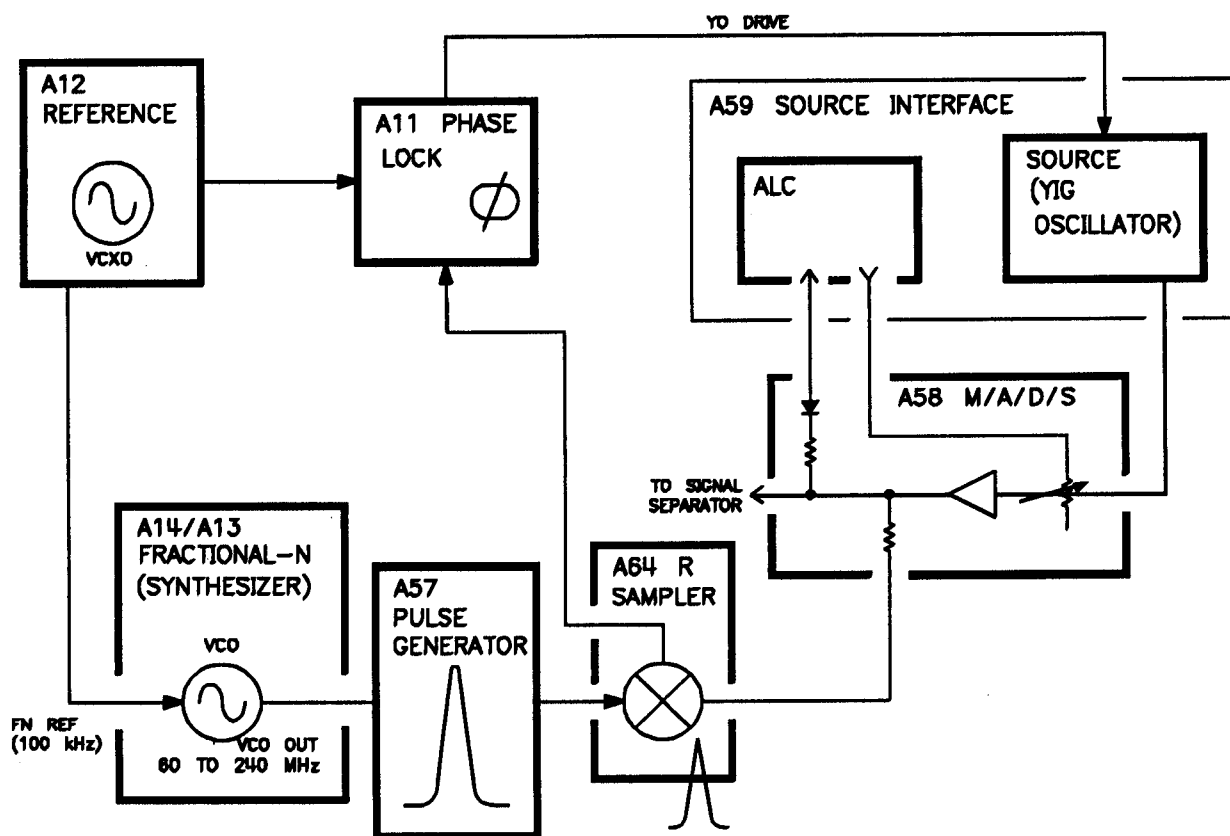 YO DRIVE
A12
REFERENCE
VCXO
A11 PHASE
LOCK
A59 SOURCE INTERFACE
ALC
SOURCE
(YIG
OSCILLATOR)
A58 M/A/D/S
TO SIGNAL
SEPARATOR
A14/A13
FRACTIONAL-N
(SYNTHESIZER)
VCO
FN REF
(100 kHz)
VCO OUT
60 TO 240 MHz
A57
PULSE
GENERATOR
A64 R
SAMPLER